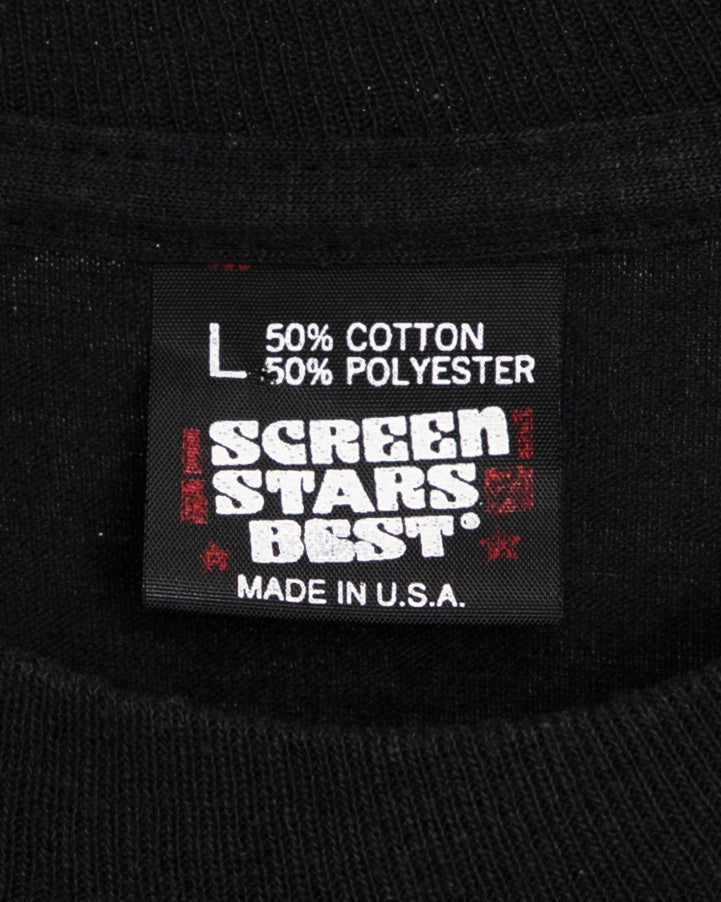 L 50% COTTON
50% POLYESTER
SCREEN
STARS
BEST®
MADE IN U.S.A.